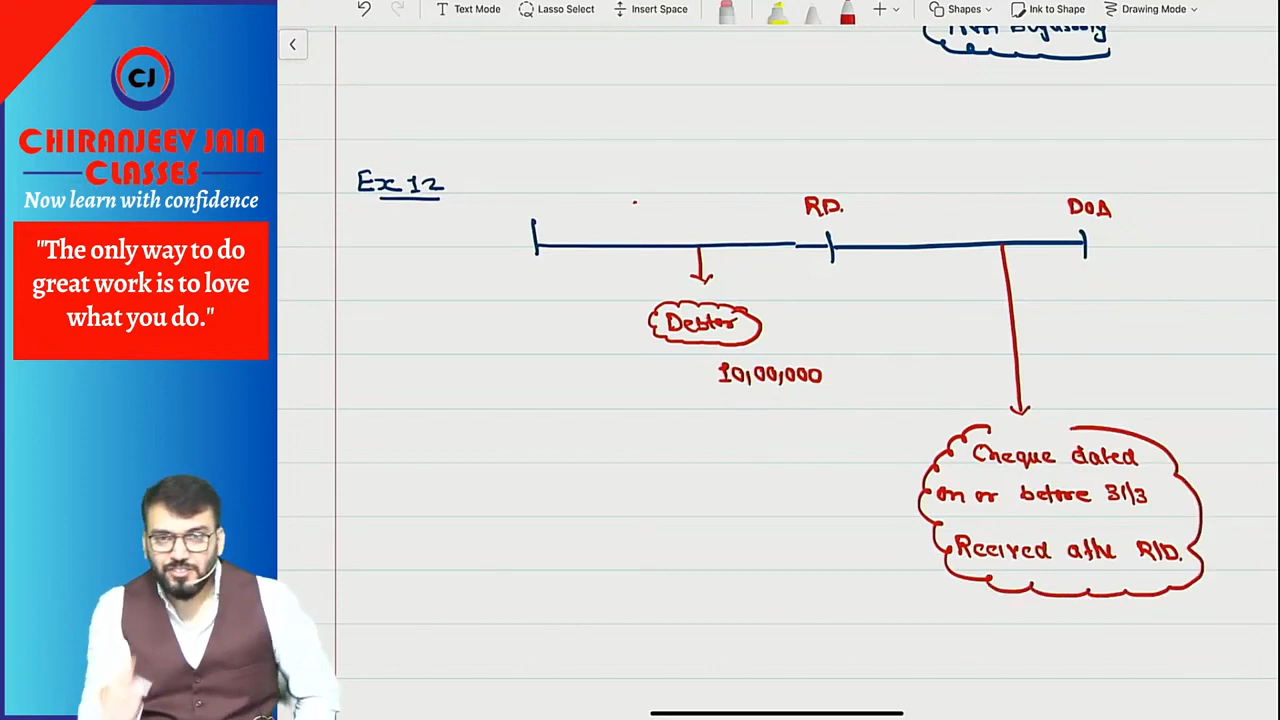 Text Mode
Lasso Select
Insert Space
Shapes
Ink to Shape
Drawing Mode
CJ
CHIRANJEEV JAIN
CLASSES
Now learn with confidence
"The only way to do
great work is to love
what you do."
Ex 12
RD.
DOA
Debtor
10,00,000
Cheque dated
on or before 31/3
Received after R/D.